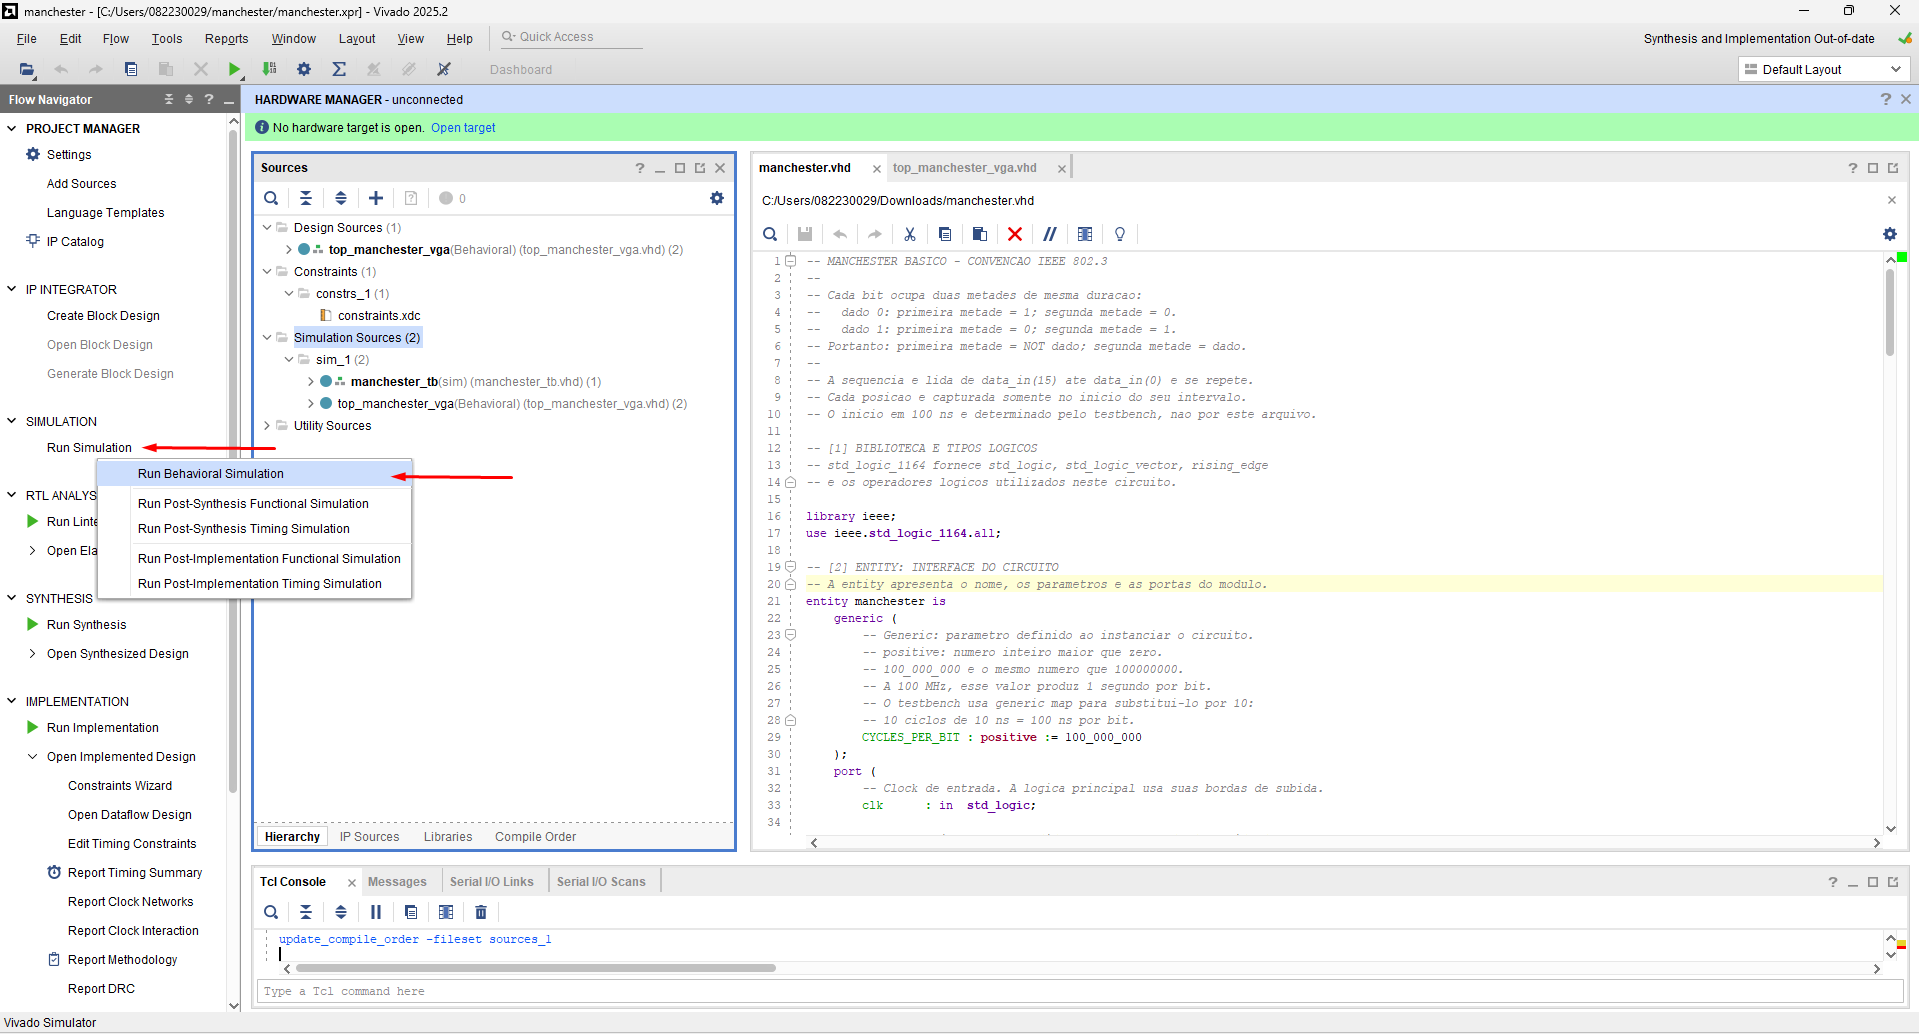 manchester - [C:/Users/082230029/manchester/manchester.xpr] - Vivado 2025.2
File Edit Flow Tools Reports Window Layout View Help Quick Access
Synthesis and Implementation Out-of-date
Dashboard
Default Layout
Flow Navigator
PROJECT MANAGER
Settings
Add Sources
Language Templates
IP Catalog
IP INTEGRATOR
Create Block Design
Open Block Design
Generate Block Design
SIMULATION
Run Simulation
Run Behavioral Simulation
Run Post-Synthesis Functional Simulation
Run Post-Synthesis Timing Simulation
Run Post-Implementation Functional Simulation
Run Post-Implementation Timing Simulation
RTL ANALYS
Run Linte
Open Ela
SYNTHESIS
Run Synthesis
Open Synthesized Design
IMPLEMENTATION
Run Implementation
Open Implemented Design
Constraints Wizard
Open Dataflow Design
Edit Timing Constraints
Report Timing Summary
Report Clock Networks
Report Clock Interaction
Report Methodology
Report DRC
HARDWARE MANAGER - unconnected
No hardware target is open. Open target
Sources
0
Design Sources (1)
top_manchester_vga(Behavioral) (top_manchester_vga.vhd) (2)
Constraints (1)
constrs_1 (1)
constraints.xdc
Simulation Sources (2)
sim_1 (2)
manchester_tb(sim) (manchester_tb.vhd) (1)
top_manchester_vga(Behavioral) (top_manchester_vga.vhd) (2)
Utility Sources
Hierarchy IP Sources Libraries Compile Order
manchester.vhd top_manchester_vga.vhd
C:/Users/082230029/Downloads/manchester.vhd
1 -- MANCHESTER BASICO - CONVENCAO IEEE 802.3
2 --
3 -- Cada bit ocupa duas metades de mesma duracao:
4 -- dado 0: primeira metade = 1; segunda metade = 0.
5 -- dado 1: primeira metade = 0; segunda metade = 1.
6 -- Portanto: primeira metade = NOT dado; segunda metade = dado.
7 --
8 -- A sequencia e lida de data_in(15) ate data_in(0) e se repete.
9 -- Cada posicao e capturada somente no inicio do seu intervalo.
10 -- O inicio em 100 ns e determinado pelo testbench, nao por este arquivo.
11
12 -- [1] BIBLIOTECA E TIPOS LOGICOS
13 -- std_logic_1164 fornece std_logic, std_logic_vector, rising_edge
14 -- e os operadores logicos utilizados neste circuito.
15
16 library ieee;
17 use ieee.std_logic_1164.all;
18
19 -- [2] ENTITY: INTERFACE DO CIRCUITO
20 -- A entity apresenta o nome, os parametros e as portas do modulo.
21 entity manchester is
22 generic (
23 -- Generic: parametro definido ao instanciar o circuito.
24 -- positive: numero inteiro maior que zero.
25 -- 100_000_000 e o mesmo numero que 100000000.
26 -- A 100 MHz, esse valor produz 1 segundo por bit.
27 -- O testbench usa generic map para substitui-lo por 10:
28 -- 10 ciclos de 10 ns = 100 ns por bit.
29 CYCLES_PER_BIT : positive := 100_000_000
30 );
31 port (
32 -- Clock de entrada. A logica principal usa suas bordas de subida.
33 clk : in std_logic;
34
Tcl Console Messages Serial I/O Links Serial I/O Scans
update_compile_order -fileset sources_1
Type a Tcl command here
Vivado Simulator